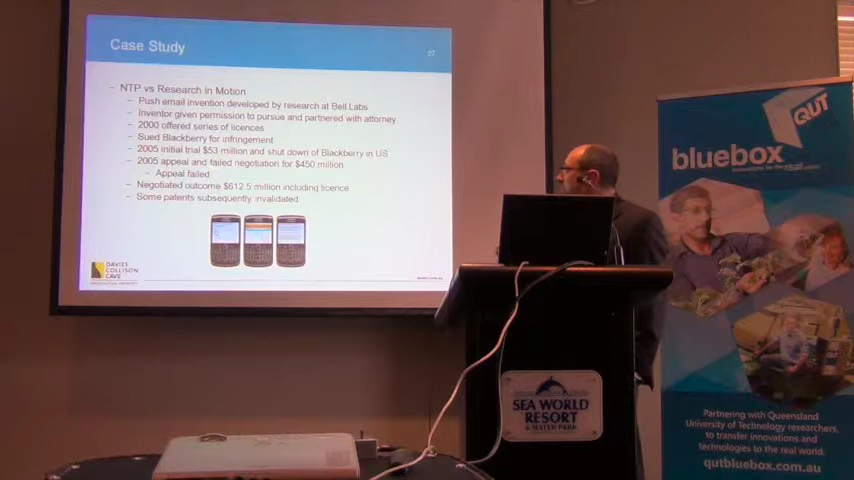 Case Study
27
– NTP vs Research in Motion
– Push email invention developed by research at Bell Labs
– Inventor given permission to pursue and partnered with attorney
– 2000 offered series of licences
– Sued Blackberry for infringement
– 2005 initial trial $53 million and shut down of Blackberry in US
– 2005 appeal and failed negotiation for $450 million
– Appeal failed
– Negotiated outcome $612.5 million including licence
– Some patents subsequently invalidated
DAVIES
COLLISON
CAVE
QUT
bluebox
SEA WORLD
RESORT
& WATER PARK
Partnering with Queensland
University of Technology researchers,
to transfer innovations and
technologies to the real world.
qutbluebox.com.au